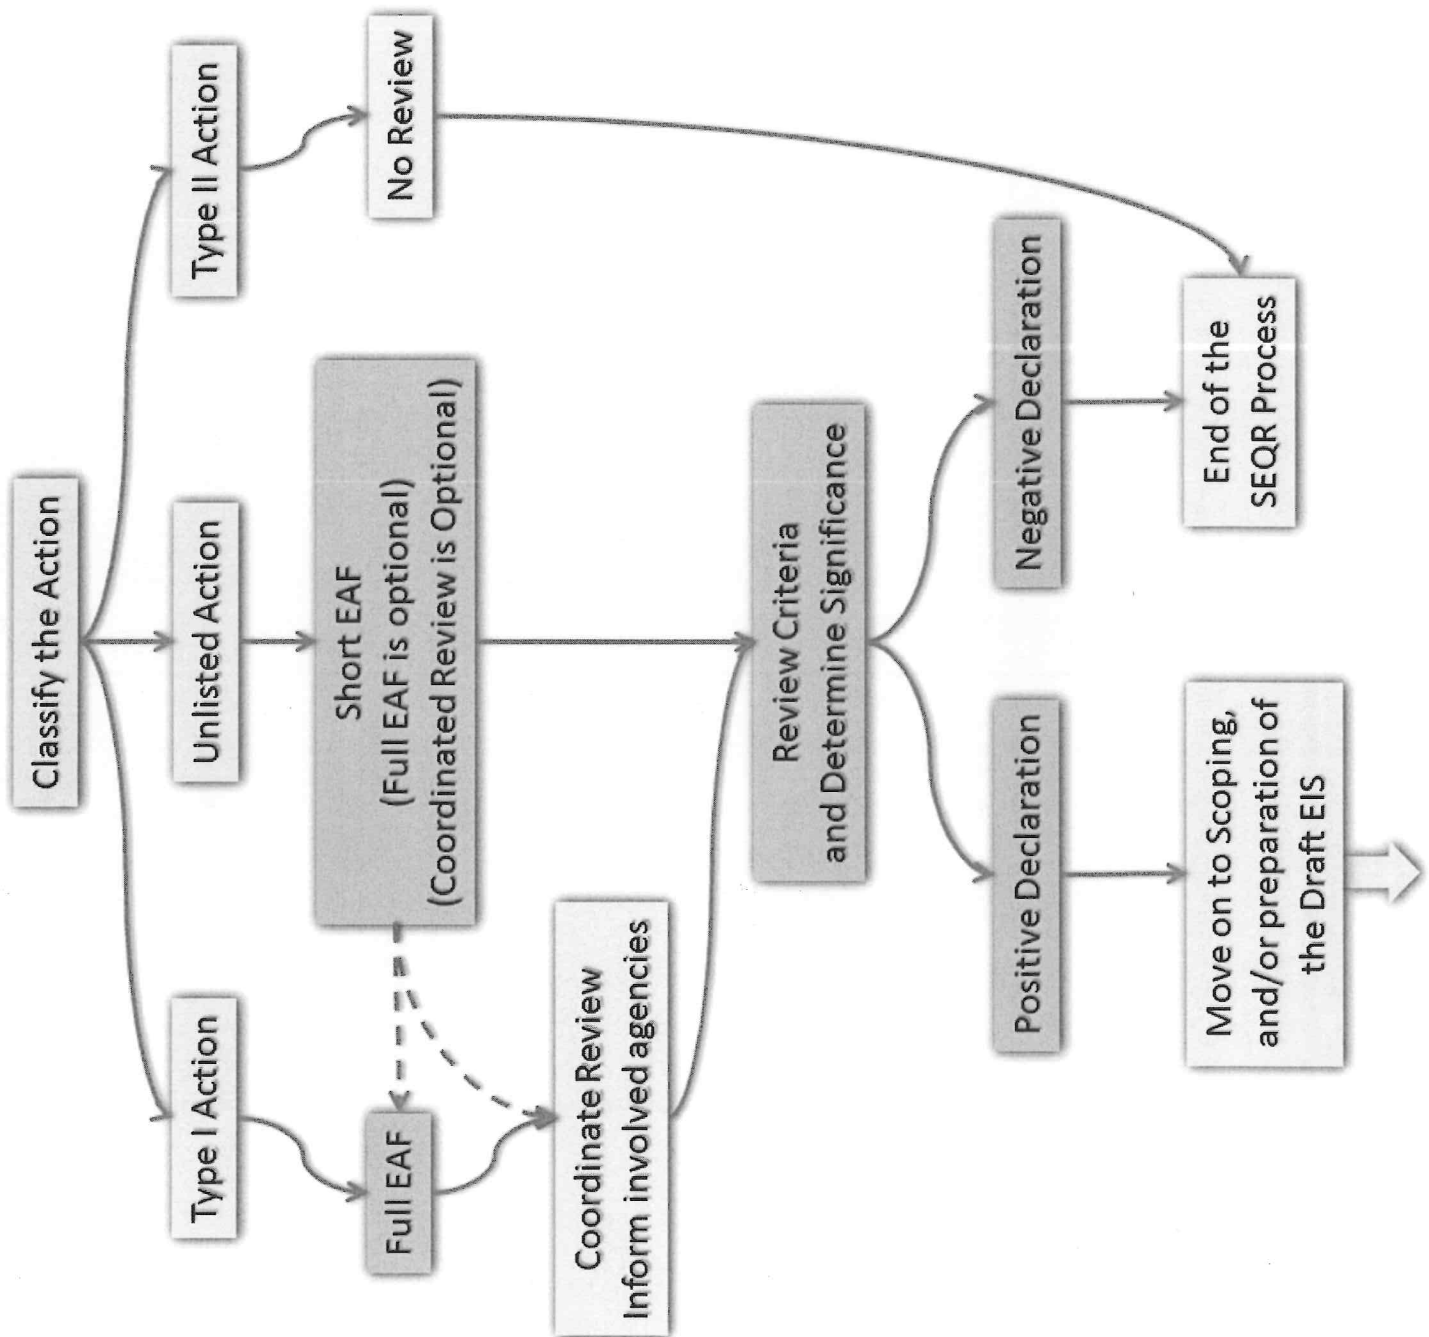 Classify the Action
Type I Action
Unlisted Action
Type II Action
Full EAF
Short EAF
(Full EAF is optional)
(Coordinated Review is Optional)
No Review
Coordinate Review
Inform involved agencies
Review Criteria
and Determine Significance
Positive Declaration
Negative Declaration
Move on to Scoping,
and/or preparation of
the Draft EIS
End of the
SEQR Process